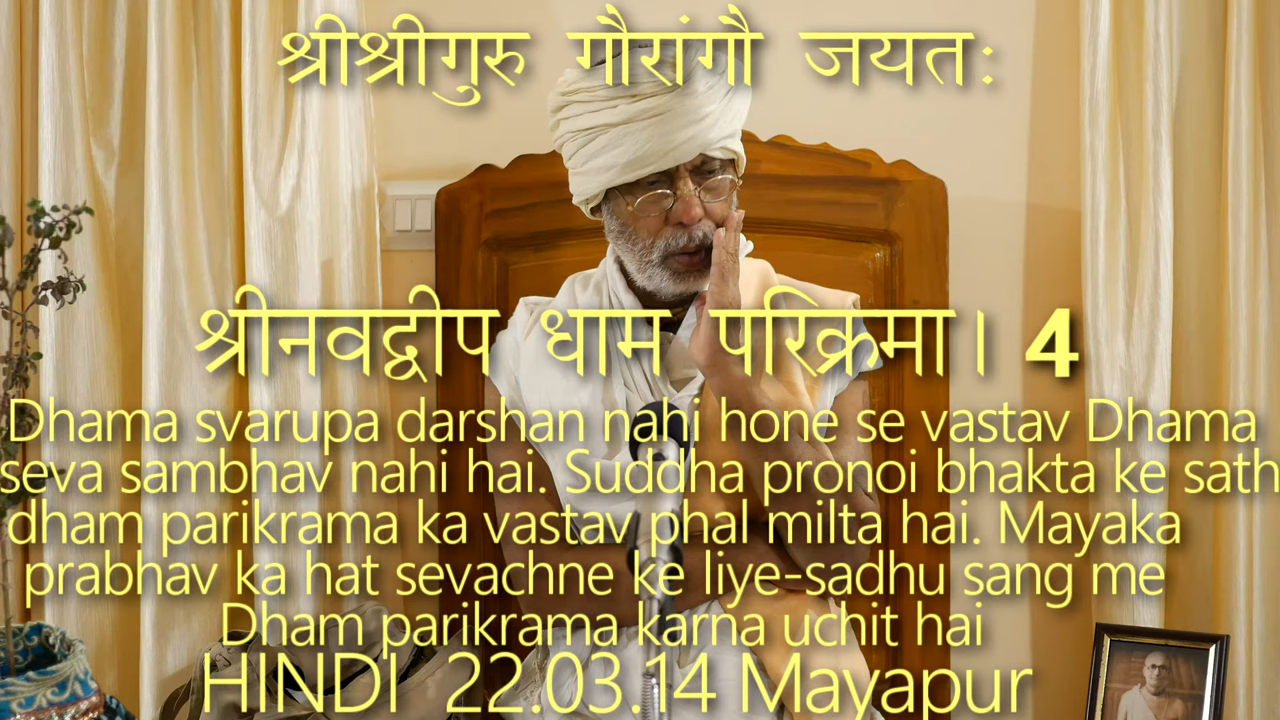 श्रीश्रीगुरु गौरांगौ जयतः
श्रीनवद्वीप धाम परिक्रमा। 4
Dhama svarupa darshan nahi hone se vastav Dhama
seva sambhav nahi hai. Suddha pronoi bhakta ke sath
dham parikrama ka vastav phal milta hai. Mayaka
prabhav ka hat sevachne ke liye-sadhu sang me
Dham parikrama karna uchit hai
HINDI 22.03.14 Mayapur